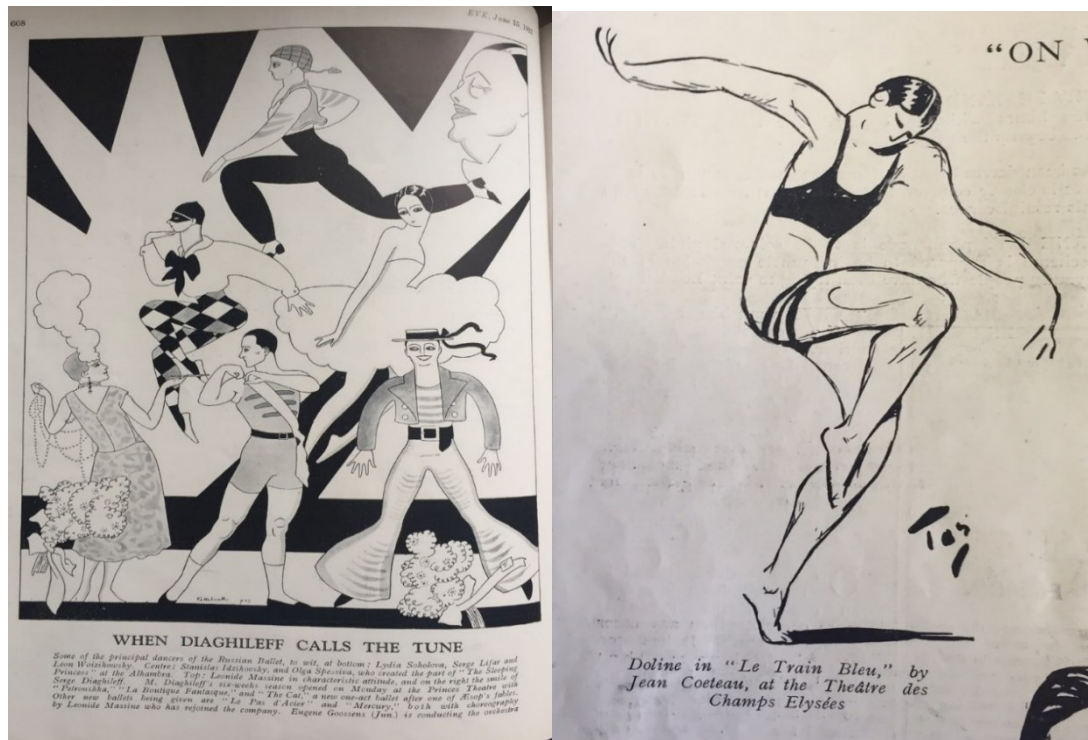 608
EVE, June 15, 192
WHEN DIAGHILEFF CALLS THE TUNE
Some of the principal dancers of the Russian Ballet, to wit, at bottom: Lydia Sokolova, Serge Lifar and
Leon Woizikovsky. Centre: Stanislas Idzikovsky, and Olga Spessiva, who created the part of "The Sleeping
Princess" at the Alhambra. Top: Leonide Massine in characteristic attitude, and on the right the smile of
Serge Diaghileff. M. Diaghileff's six-weeks season opened on Monday at the Princes Theatre with
"Petroushka," "La Boutique Fantasque," and "The Cat," a new one-act ballet after one of Æsop's fables.
Other new ballets being given are "Le Pas d'Acier" and "Mercury," both with choreography
by Leonide Massine who has rejoined the company. Eugene Goossens (Jun.) is conducting the orchestra
"ON
Doline in "Le Train Bleu," by
Jean Cocteau, at the Theâtre des
Champs Elysées